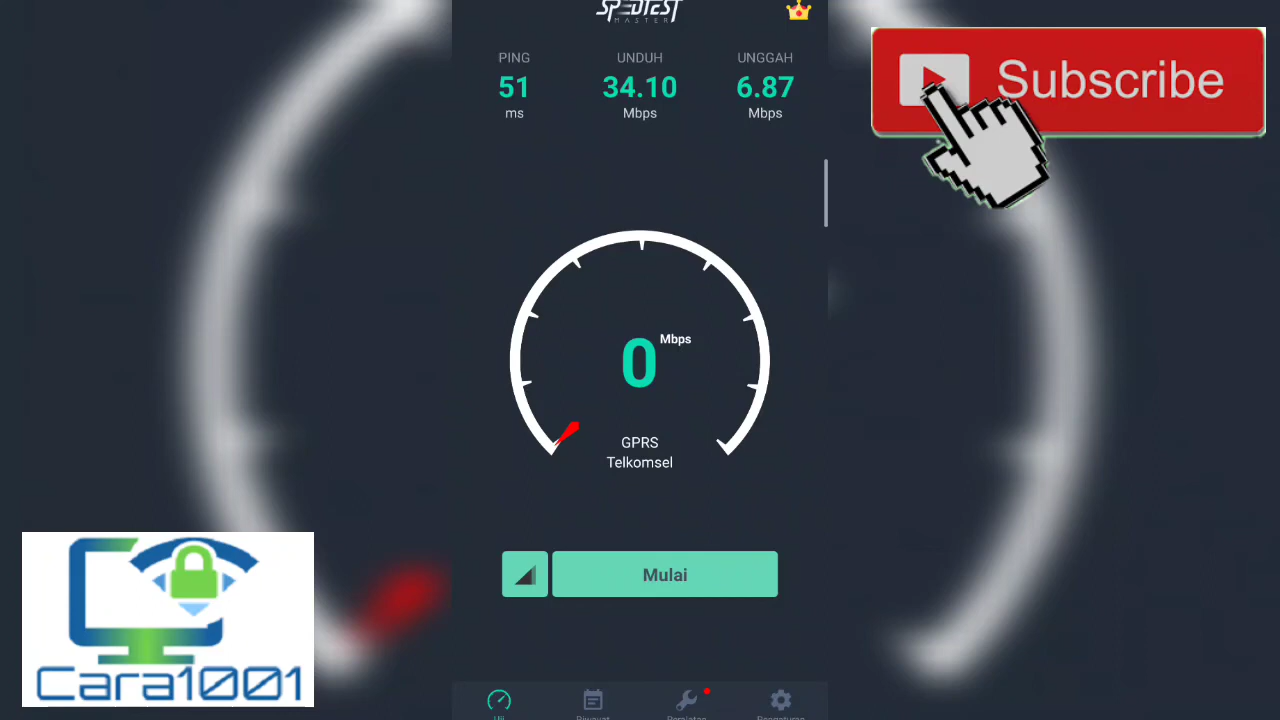 SPEDTEST
MASTER
PING
UNDUH
UNGGAH
51
34.10
6.87
ms
Mbps
Mbps
Subscribe
0 Mbps
GPRS
Telkomsel
Mulai
Cara1001